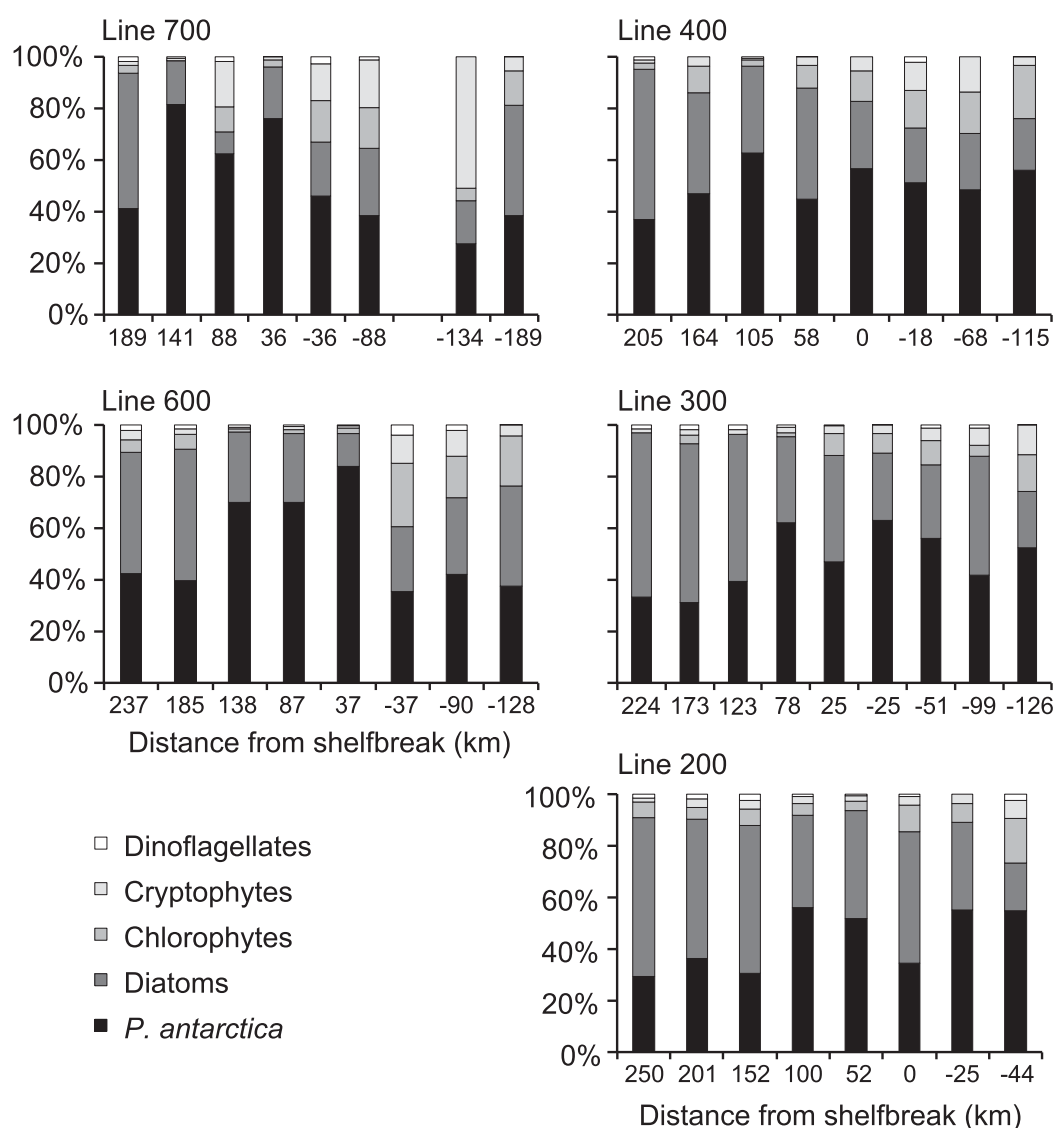 Line 700
100%
80%
60%
40%
20%
0%
189 141 88 36 -36 -88 -134 -189
Line 400
205 164 105 58 0 -18 -68 -115
Line 600
100%
80%
60%
40%
20%
0%
237 185 138 87 37 -37 -90 -128
Distance from shelfbreak (km)
Line 300
224 173 123 78 25 -25 -51 -99 -126
Line 200
100%
80%
60%
40%
20%
0%
250 201 152 100 52 0 -25 -44
Distance from shelfbreak (km)
Dinoflagellates
Cryptophytes
Chlorophytes
Diatoms
P. antarctica